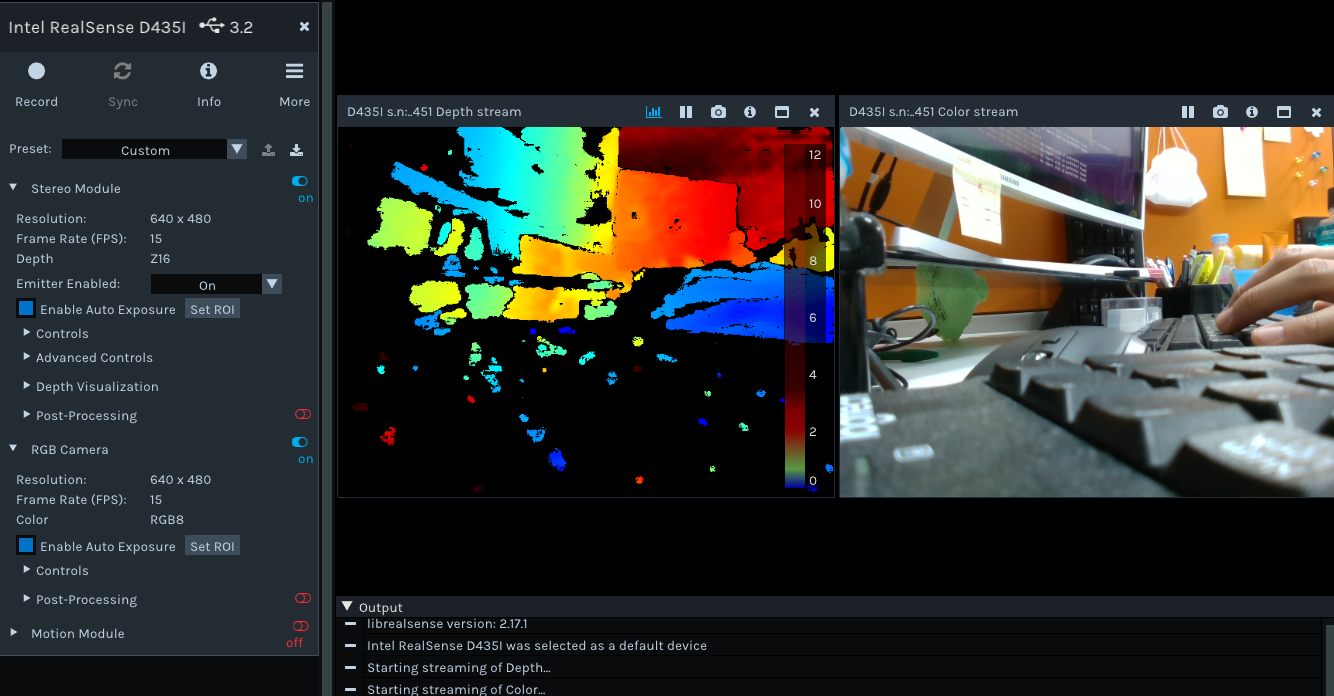 Intel RealSense D435I 3.2
Record Sync Info More
Preset: Custom
Stereo Module
on
Resolution: 640 x 480
Frame Rate (FPS): 15
Depth Z16
Emitter Enabled: On
Enable Auto Exposure Set ROI
Controls
Advanced Controls
Depth Visualization
Post-Processing
RGB Camera
on
Resolution: 640 x 480
Frame Rate (FPS): 15
Color RGB8
Enable Auto Exposure Set ROI
Controls
Post-Processing
Motion Module
off
D435I s.n:..451 Depth stream
12
10
8
6
4
2
0
D435I s.n:..451 Color stream
Output
librealsense version: 2.17.1
Intel RealSense D435I was selected as a default device
Starting streaming of Depth...
Starting streaming of Color...